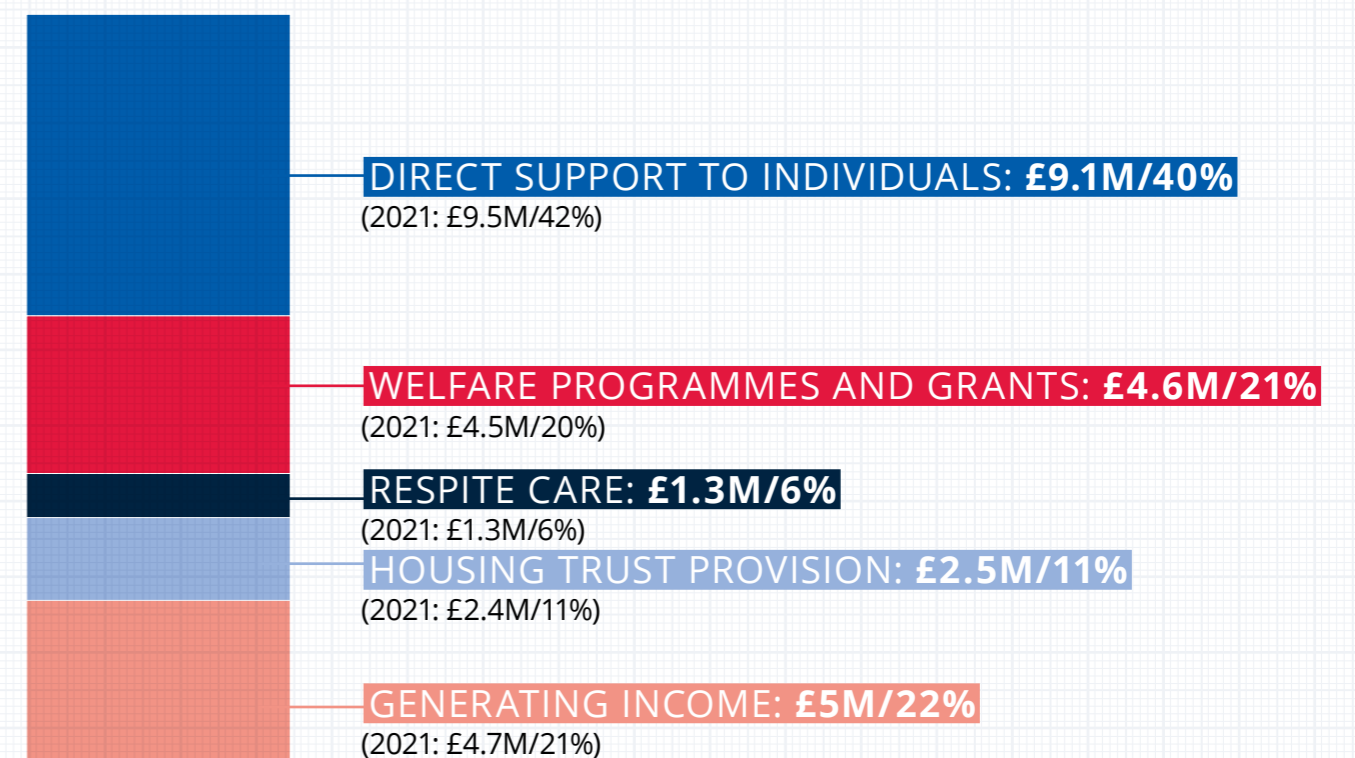 DIRECT SUPPORT TO INDIVIDUALS: £9.1M/40%
(2021: £9.5M/42%)
WELFARE PROGRAMMES AND GRANTS: £4.6M/21%
(2021: £4.5M/20%)
RESPITE CARE: £1.3M/6%
(2021: £1.3M/6%)
HOUSING TRUST PROVISION: £2.5M/11%
(2021: £2.4M/11%)
GENERATING INCOME: £5M/22%
(2021: £4.7M/21%)